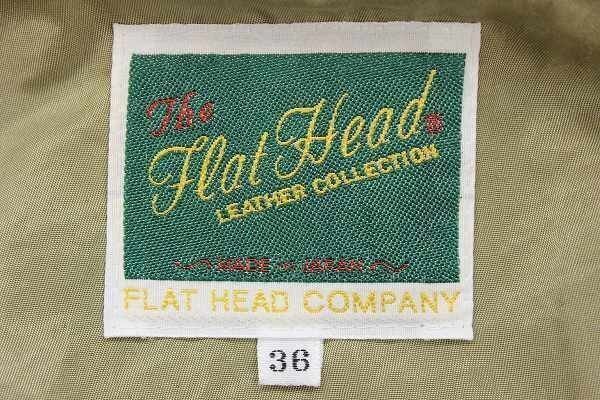 The
Flat Head®
LEATHER COLLECTION
MADE IN JAPAN
FLAT HEAD COMPANY
36